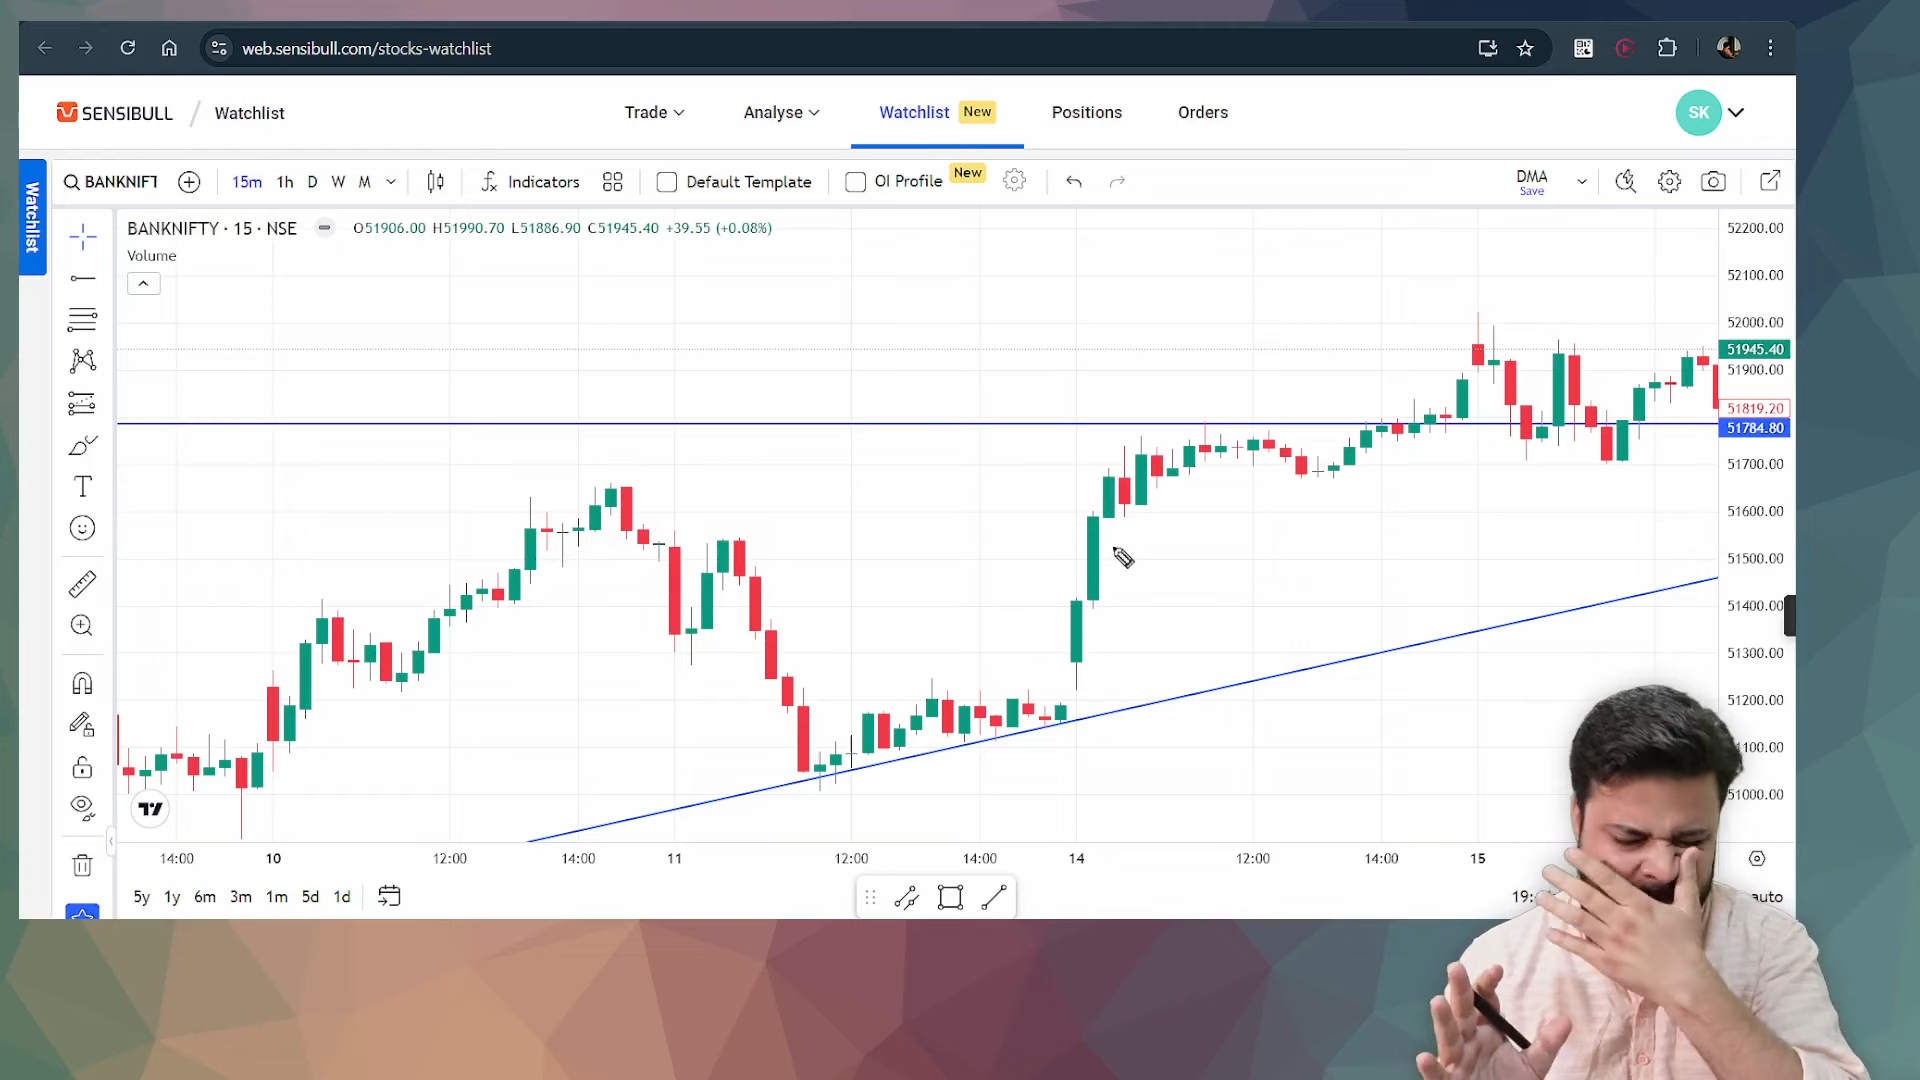 web.sensibull.com/stocks-watchlist
SENSIBULL / Watchlist
Trade
Analyse
Watchlist New
Positions
Orders
SK
Watchlist
BANKNIFT
15m 1h D W M
Indicators
Default Template
OI Profile New
DMA
Save
BANKNIFTY · 15 · NSE
O51906.00 H51990.70 L51886.90 C51945.40 +39.55 (+0.08%)
Volume
52200.00
52100.00
52000.00
51945.40
51900.00
51819.20
51784.80
51700.00
51600.00
51500.00
51400.00
51300.00
51200.00
51000.00
14:00 10 12:00 14:00 11 12:00 14:00 14 12:00 14:00 15
5y 1y 6m 3m 1m 5d 1d